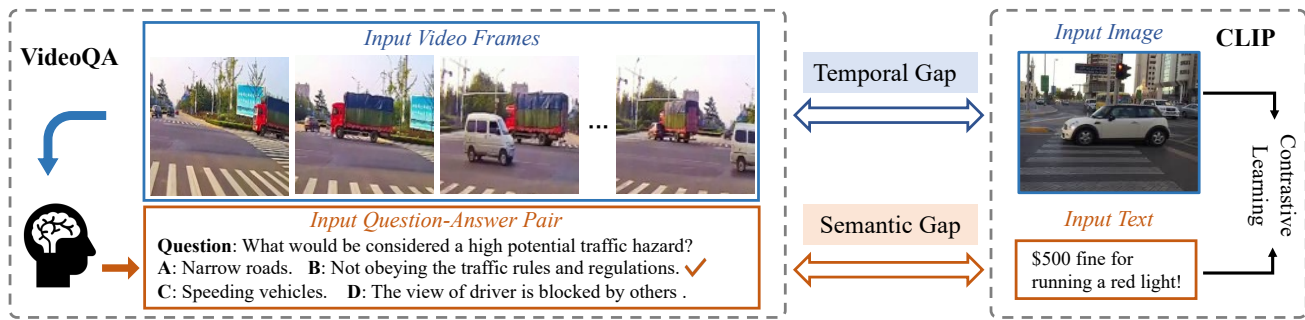 VideoQA
Input Video Frames
...
Input Question-Answer Pair
Question: What would be considered a high potential traffic hazard?
A: Narrow roads. B: Not obeying the traffic rules and regulations.
C: Speeding vehicles. D: The view of driver is blocked by others .
Temporal Gap
Semantic Gap
Input Image
CLIP
Input Text
$500 fine for
running a red light!
Contrastive
Learning